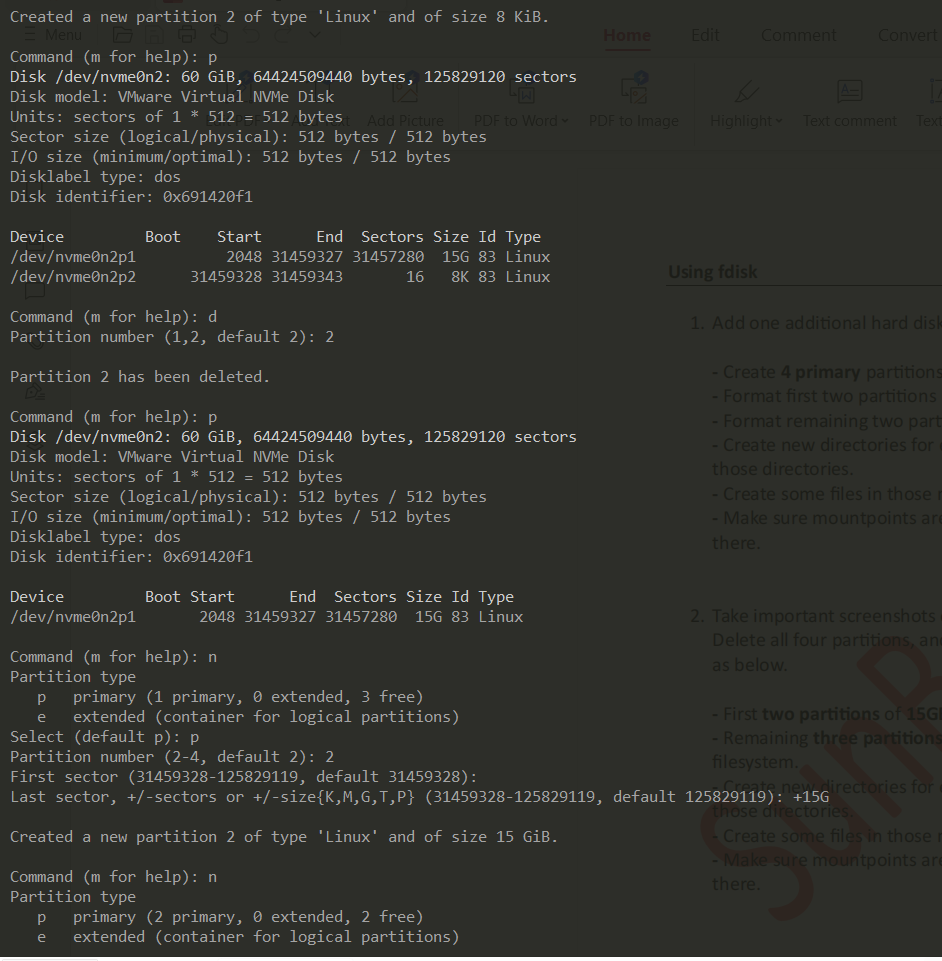 Created a new partition 2 of type 'Linux' and of size 8 KiB.
Menu
Home Edit Comment Convert
Command (m for help): p
Disk /dev/nvme0n2: 60 GiB, 64424509440 bytes, 125829120 sectors
Disk model: VMware Virtual NVMe Disk
Units: sectors of 1 * 512 = 512 bytes
Add Picture PDF to Word PDF to Image Highlight Text comment Text
Sector size (logical/physical): 512 bytes / 512 bytes
I/O size (minimum/optimal): 512 bytes / 512 bytes
Disklabel type: dos
Disk identifier: 0x691420f1
Device Boot Start End Sectors Size Id Type
/dev/nvme0n2p1 2048 31459327 31457280 15G 83 Linux
/dev/nvme0n2p2 31459328 31459343 16 8K 83 Linux
Command (m for help): d
Partition number (1,2, default 2): 2
Partition 2 has been deleted.
Command (m for help): p
Disk /dev/nvme0n2: 60 GiB, 64424509440 bytes, 125829120 sectors
Disk model: VMware Virtual NVMe Disk
Units: sectors of 1 * 512 = 512 bytes
Sector size (logical/physical): 512 bytes / 512 bytes
I/O size (minimum/optimal): 512 bytes / 512 bytes
Disklabel type: dos
Disk identifier: 0x691420f1
Device Boot Start End Sectors Size Id Type
/dev/nvme0n2p1 2048 31459327 31457280 15G 83 Linux
Command (m for help): n
Partition type
p primary (1 primary, 0 extended, 3 free)
e extended (container for logical partitions)
Select (default p): p
Partition number (2-4, default 2): 2
First sector (31459328-125829119, default 31459328):
Last sector, +/-sectors or +/-size{K,M,G,T,P} (31459328-125829119, default 125829119): +15G
Created a new partition 2 of type 'Linux' and of size 15 GiB.
Command (m for help): n
Partition type
p primary (2 primary, 0 extended, 2 free)
e extended (container for logical partitions)
Using fdisk
1. Add one additional hard disk
- Create 4 primary partitions
- Format first two partitions
- Format remaining two part
- Create new directories for
those directories.
- Create some files in those
- Make sure mountpoints are
there.
2. Take important screenshots
Delete all four partitions, and
as below.
- First two partitions of 15G
- Remaining three partitions
filesystem.
- Create new directories for
those directories.
- Create some files in those
- Make sure mountpoints are
there.
SunB